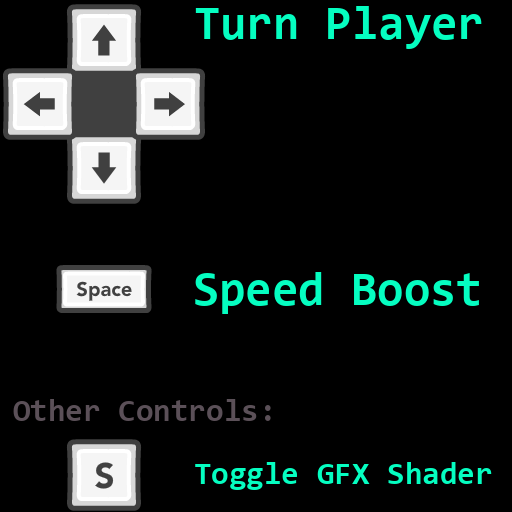 Turn Player
Space
Speed Boost
Other Controls:
S
Toggle GFX Shader